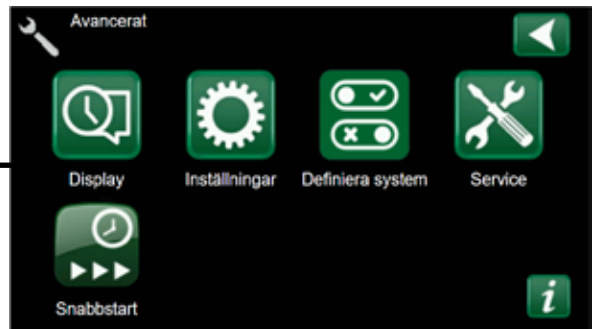 Avancerat
Display
Inställningar
Definiera system
Service
Snabbstart
i